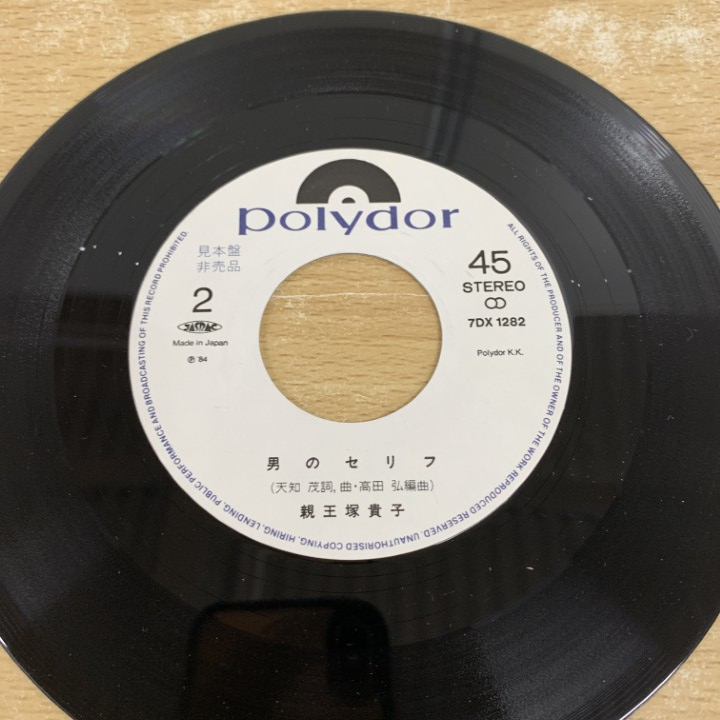 polydor
見本盤
非売品
45
STEREO
2
7DX 1282
JASRAC
Made in Japan
Polydor K.K.
℗ '84
男のセリフ
(天知 茂詞, 曲・高田 弘編曲)
親王塚貴子
ALL RIGHTS OF THE PRODUCER AND OF THE OWNER OF THE WORK REPRODUCED RESERVED. UNAUTHORISED COPYING, HIRING, LENDING, PUBLIC PERFORMANCE AND BROADCASTING OF THIS RECORD PROHIBITED.